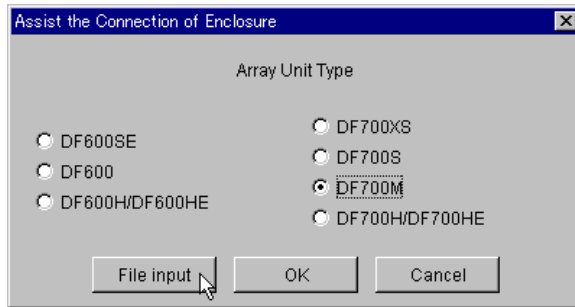 Assist the Connection of Enclosure
Array Unit Type
DF600SE
DF600
DF600H/DF600HE
DF700XS
DF700S
DF700M
DF700H/DF700HE
File input
OK
Cancel